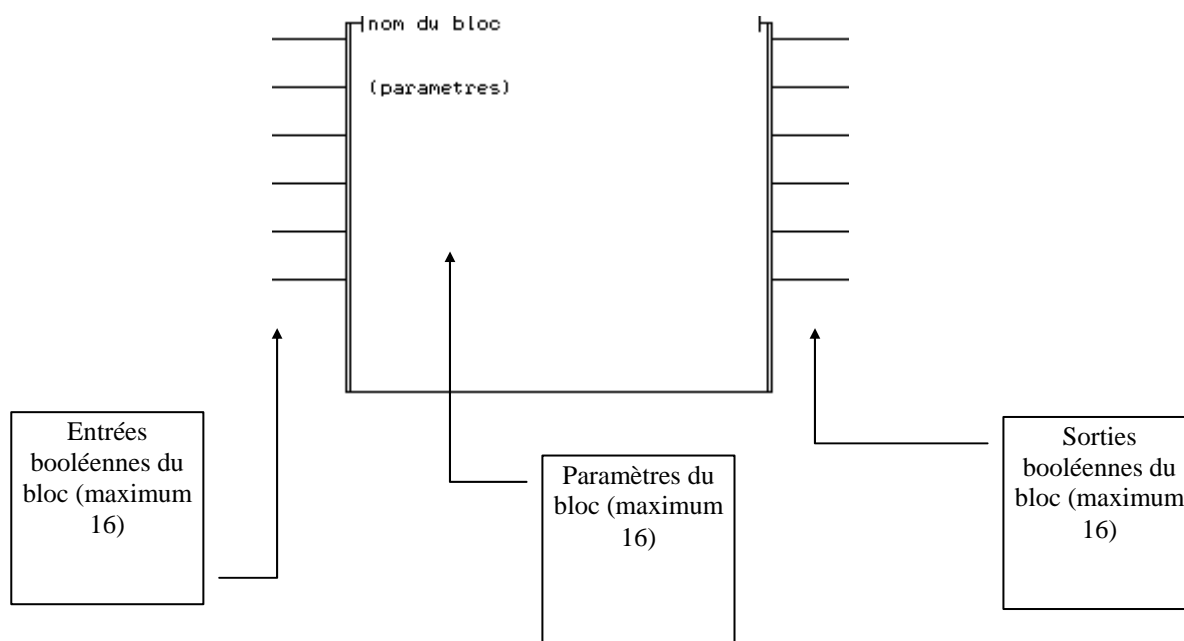 nom du bloc
(parametres)
Entrées
booléennes du
bloc (maximum
16)
Paramètres du
bloc (maximum
16)
Sorties
booléennes du
bloc (maximum
16)